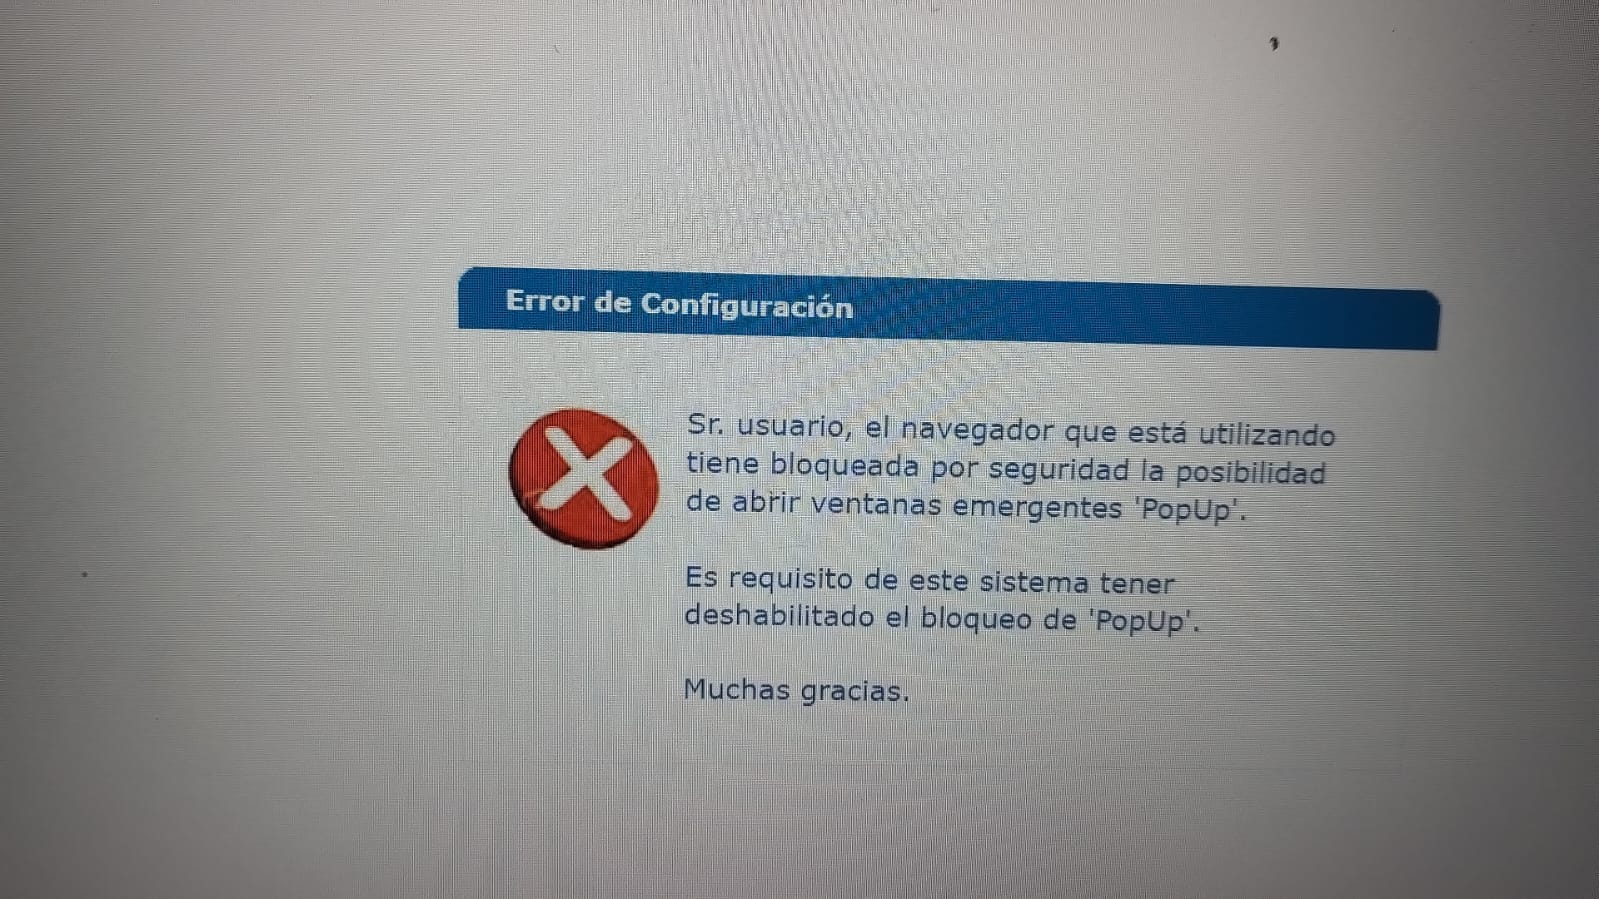 Error de Configuración
Sr. usuario, el navegador que está utilizando
tiene bloqueada por seguridad la posibilidad
de abrir ventanas emergentes 'PopUp'.
Es requisito de este sistema tener
deshabilitado el bloqueo de 'PopUp'.
Muchas gracias.